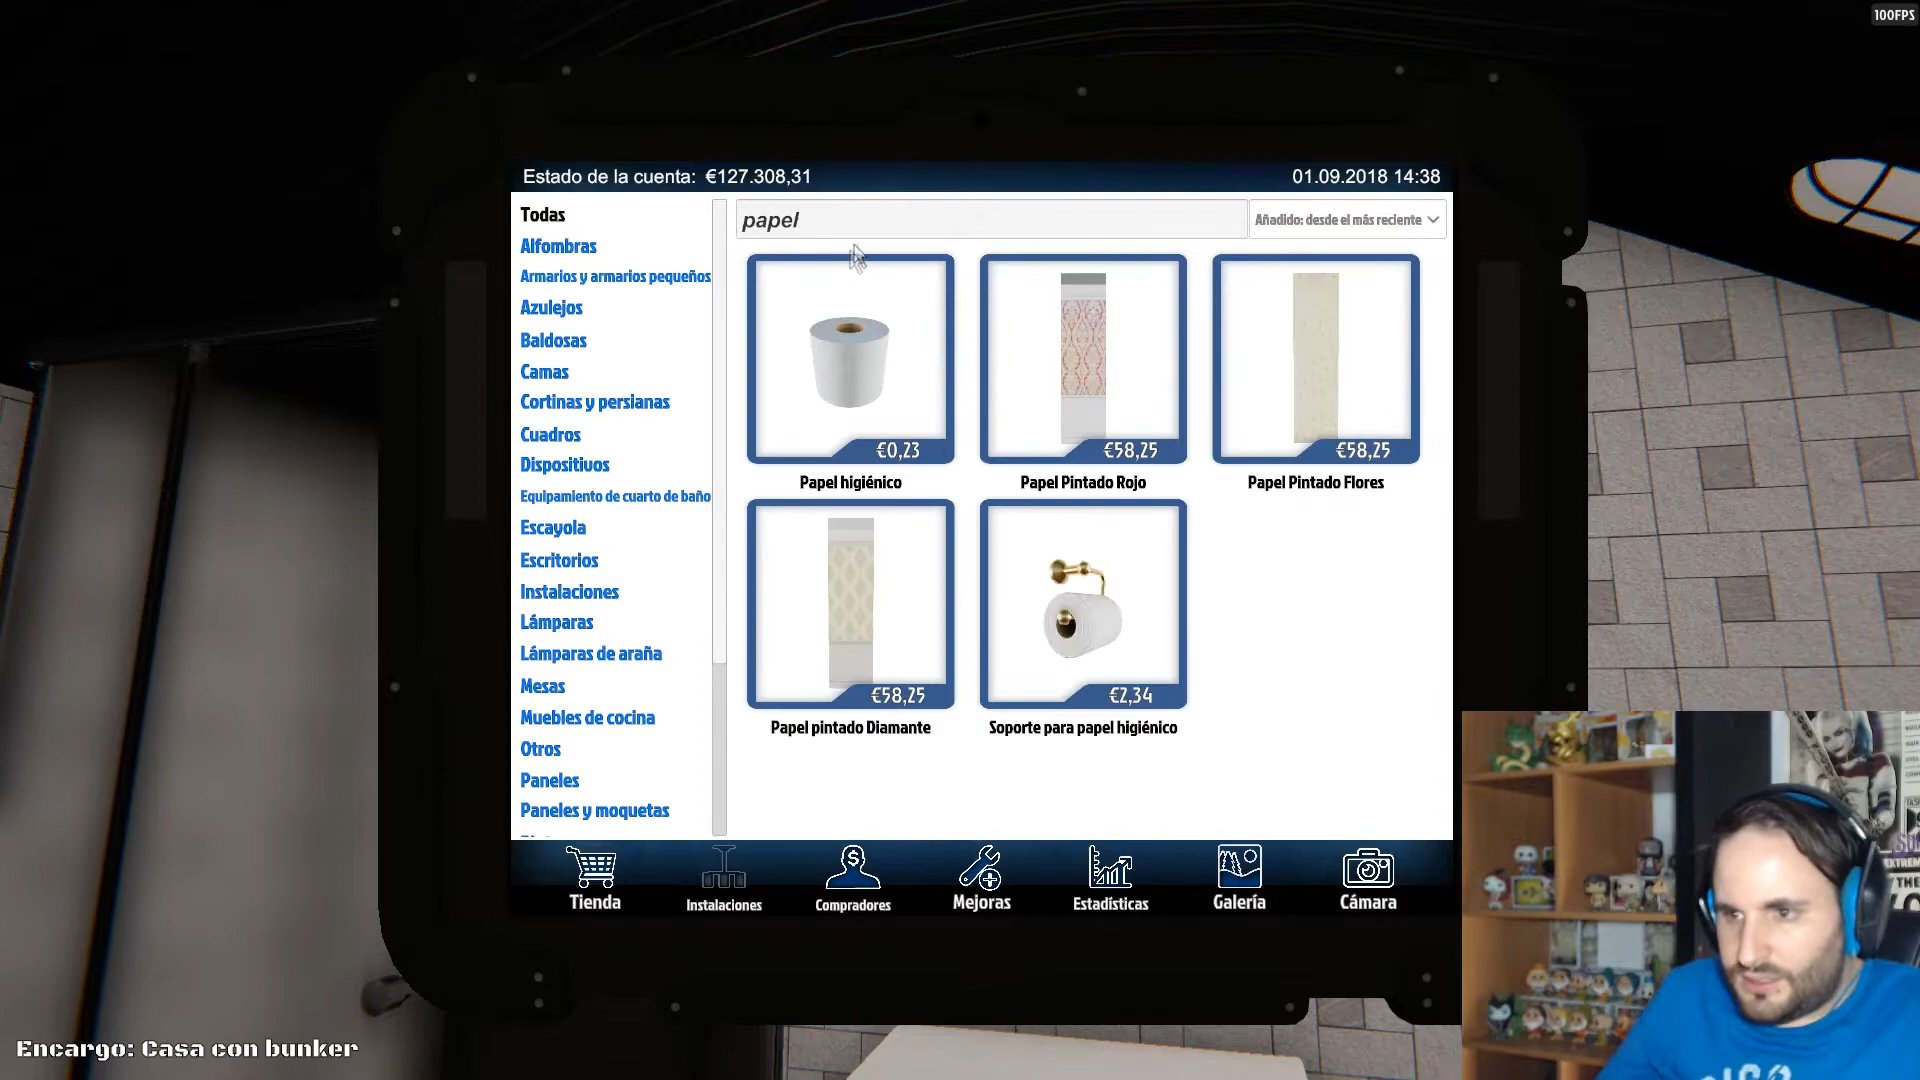 100FPS
Estado de la cuenta: €127.308,31
01.09.2018 14:38
Todas
Alfombras
Armarios y armarios pequeños
Azulejos
Baldosas
Camas
Cortinas y persianas
Cuadros
Dispositivos
Equipamiento de cuarto de baño
Escayola
Escritorios
Instalaciones
Lámparas
Lámparas de araña
Mesas
Muebles de cocina
Otros
Paneles
Paneles y moquetas
papel
Añadido: desde el más reciente
€0,23
€58,25
€58,25
Papel higiénico
Papel Pintado Rojo
Papel Pintado Flores
€58,25
€2,34
Papel pintado Diamante
Soporte para papel higiénico
Tienda
Instalaciones
Compradores
Mejoras
Estadísticas
Galería
Cámara
Encargo: Casa con bunker